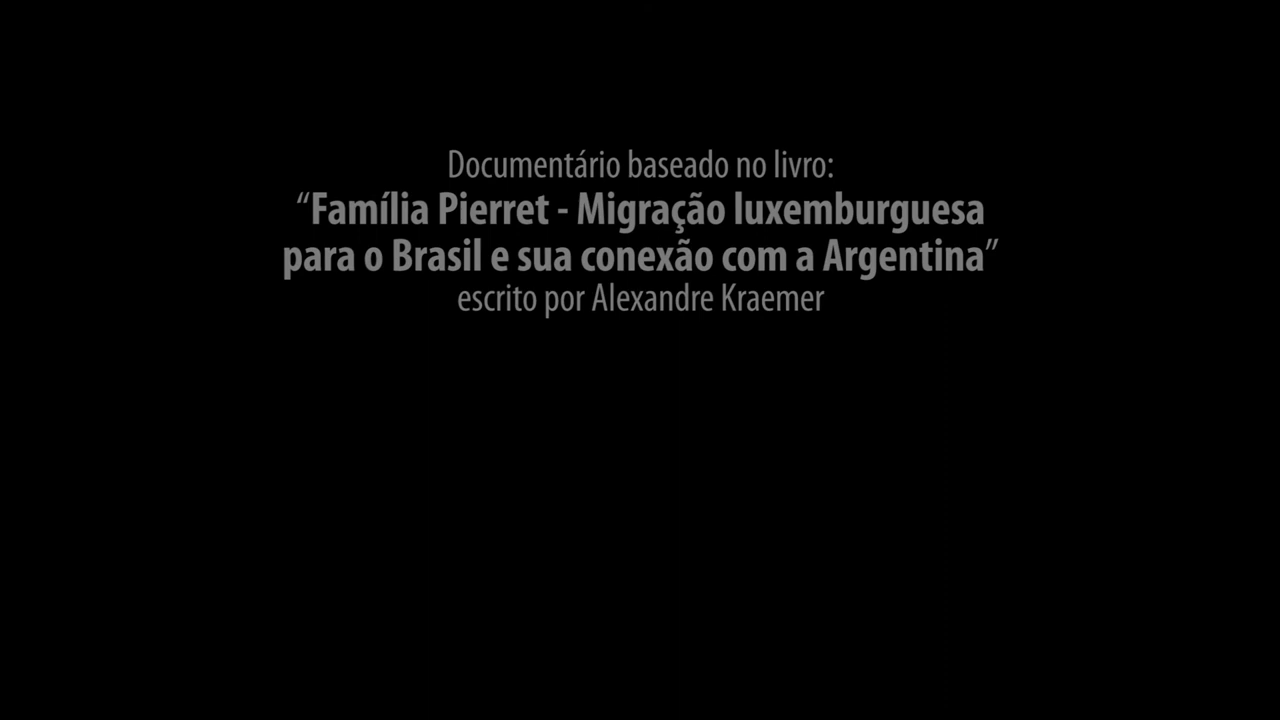 Documentário baseado no livro:
“Família Pierret - Migração luxemburguesa
para o Brasil e sua conexão com a Argentina”
escrito por Alexandre Kraemer